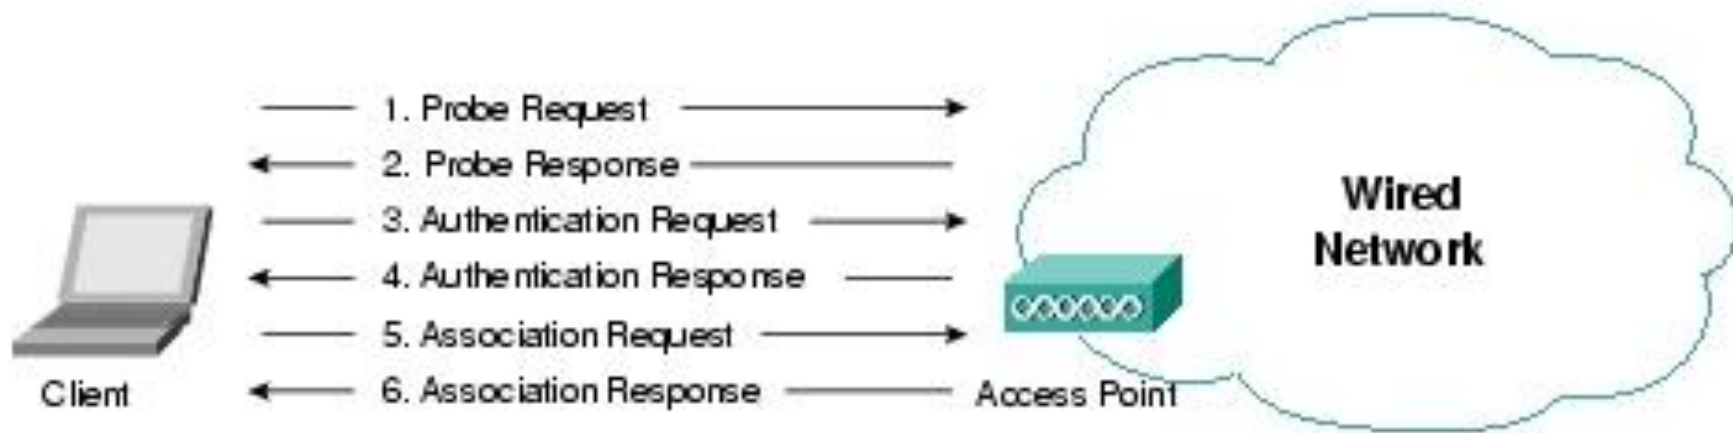 1. Probe Request
2. Probe Response
3. Authentication Request
4. Authentication Response
5. Association Request
6. Association Response
Client
Access Point
Wired
Network